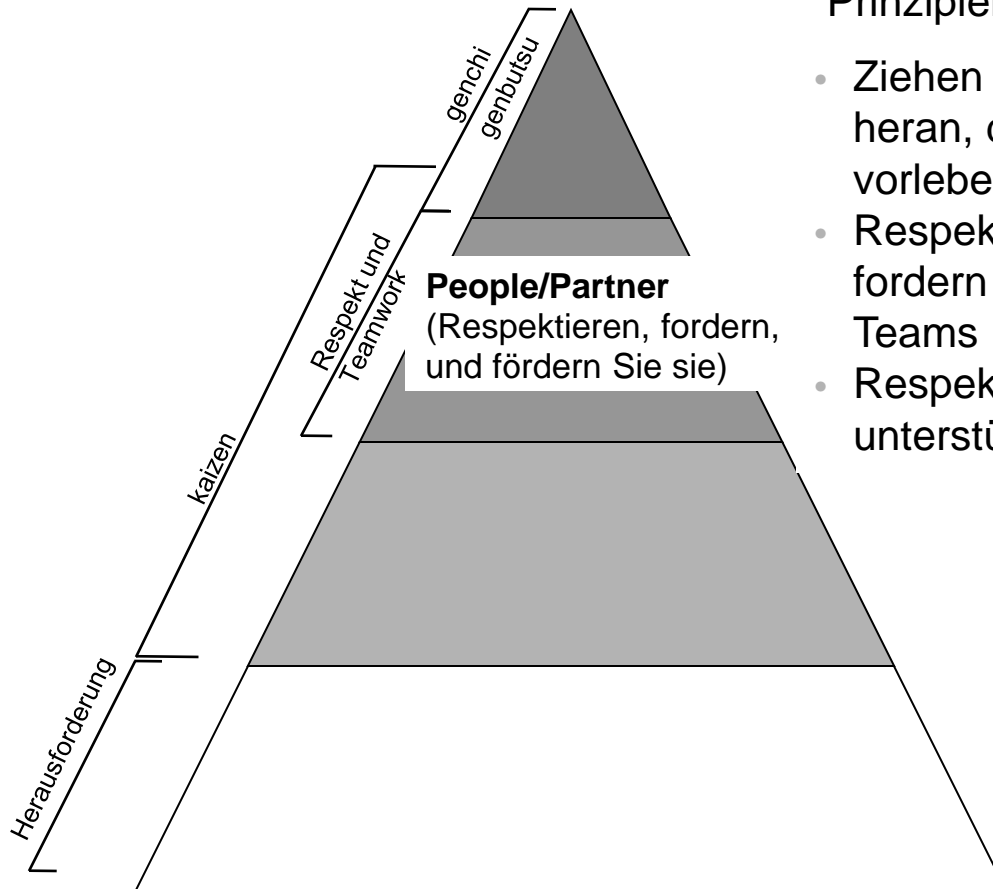 Prinzipien
genchi
genbutsu
Respekt und
Teamwork
kaizen
Herausforderung
People/Partner
(Respektieren, fordern,
und fördern Sie sie)
• Ziehen
heran,
vorlebe
• Respek
fordern
Teams
• Respek
unterstü